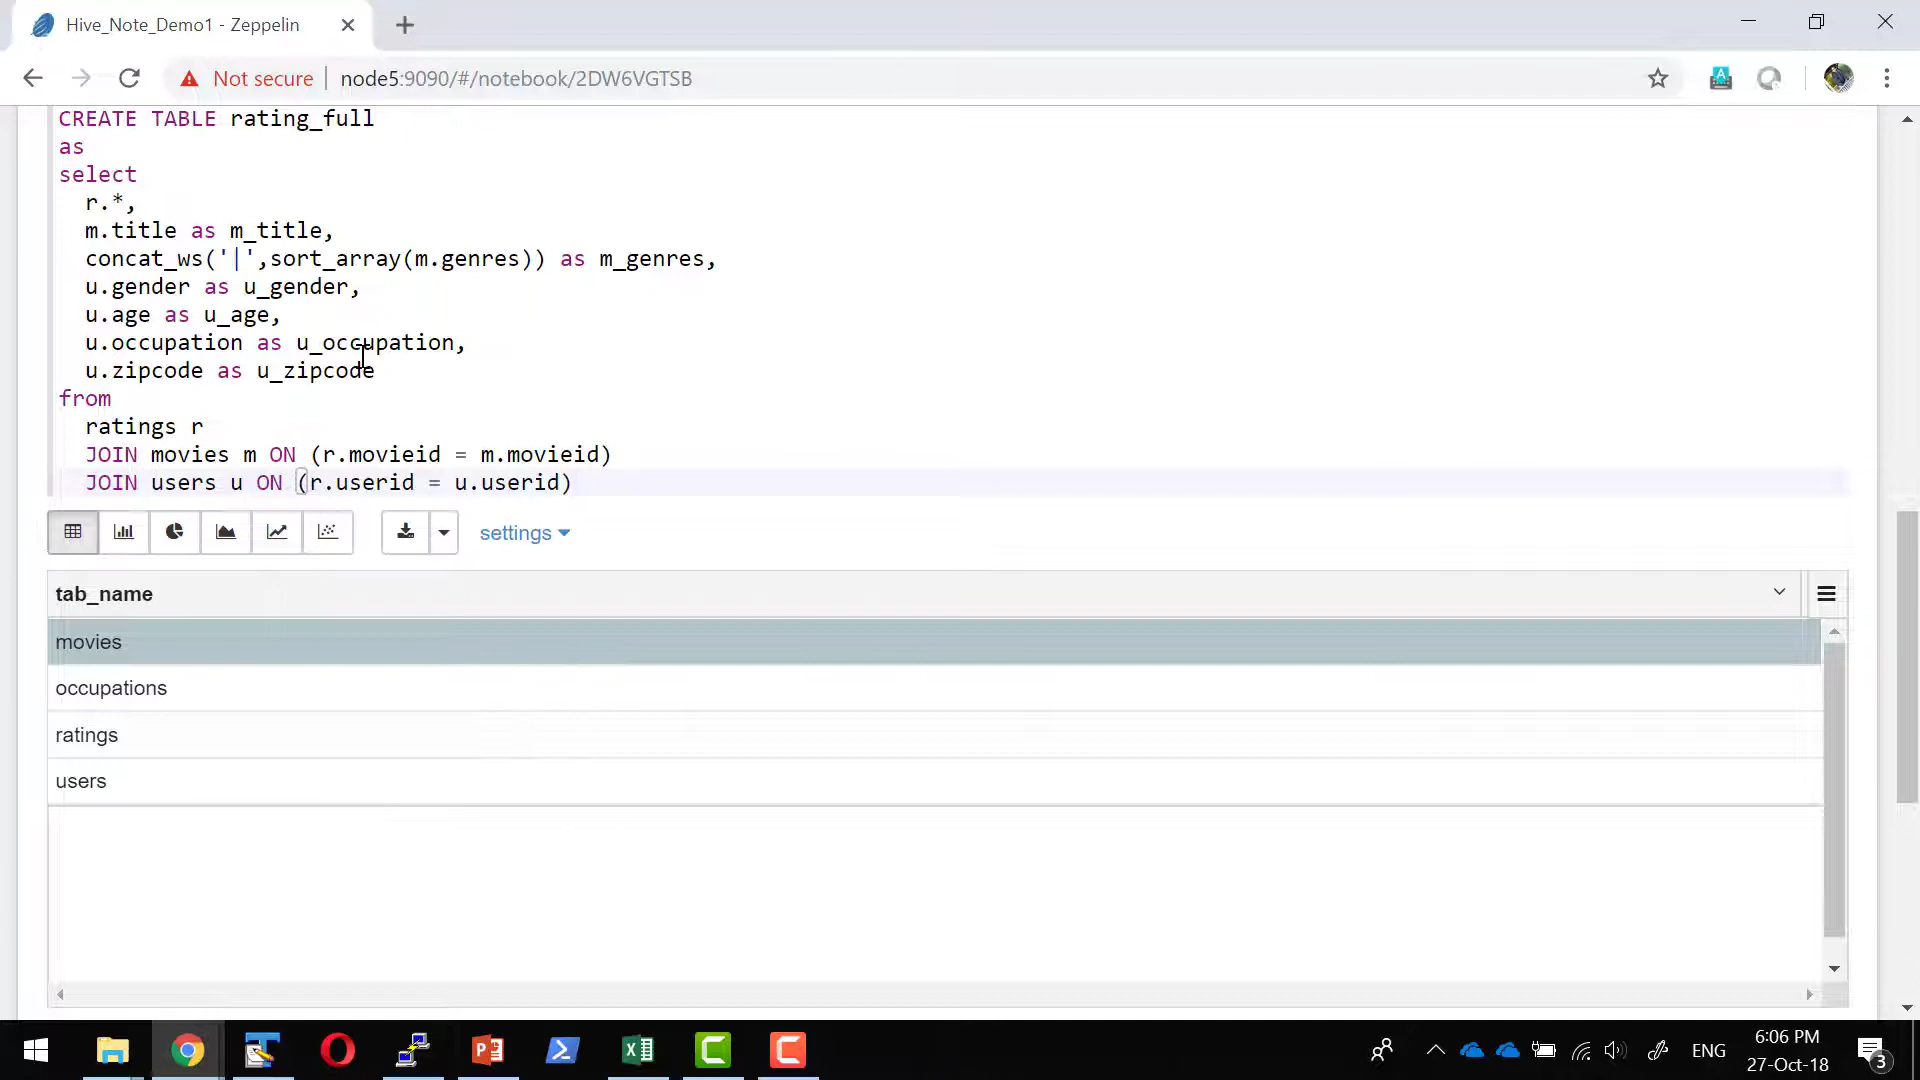 Hive_Note_Demo1 - Zeppelin
Not secure | node5:9090/#/notebook/2DW6VGTSB
CREATE TABLE rating_full
as
select
r.*,
m.title as m_title,
concat_ws('|',sort_array(m.genres)) as m_genres,
u.gender as u_gender,
u.age as u_age,
u.occupation as u_occupation,
u.zipcode as u_zipcode
from
ratings r
JOIN movies m ON (r.movieid = m.movieid)
JOIN users u ON (r.userid = u.userid)
settings
tab_name
movies
occupations
ratings
users
ENG
6:06 PM
27-Oct-18
3